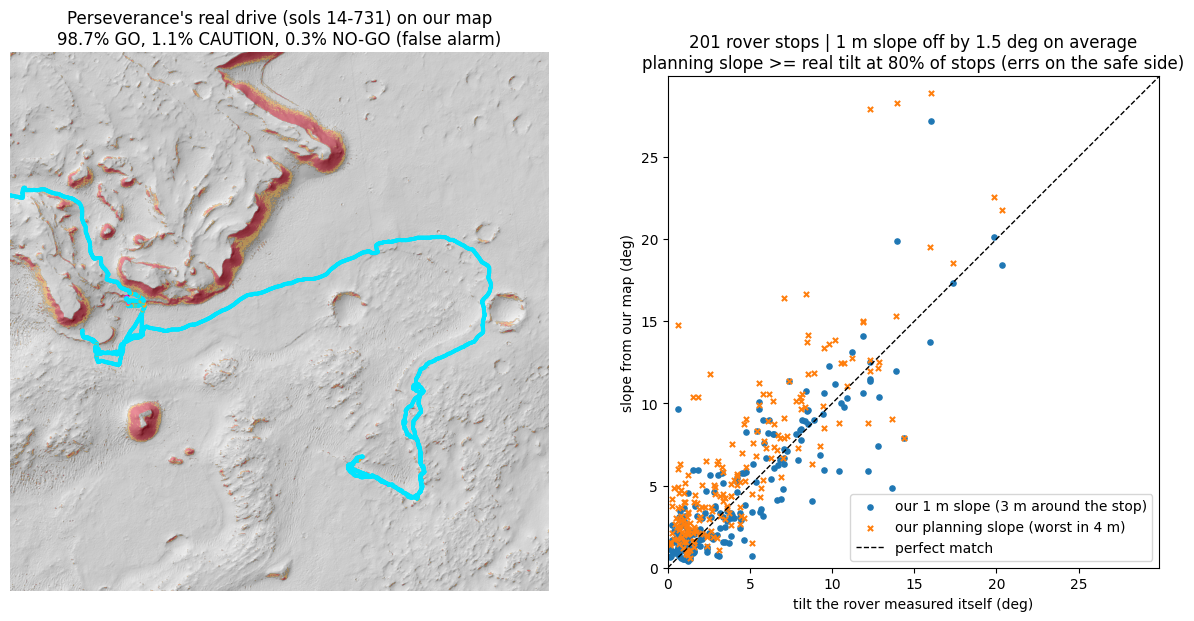 Perseverance's real drive (sols 14-731) on our map
98.7% GO, 1.1% CAUTION, 0.3% NO-GO (false alarm)
201 rover stops | 1 m slope off by 1.5 deg on average
planning slope >= real tilt at 80% of stops (errs on the safe side)
slope from our map (deg)
25
20
15
10
5
0
our 1 m slope (3 m around the stop)
our planning slope (worst in 4 m)
perfect match
0 5 10 15 20 25
tilt the rover measured itself (deg)